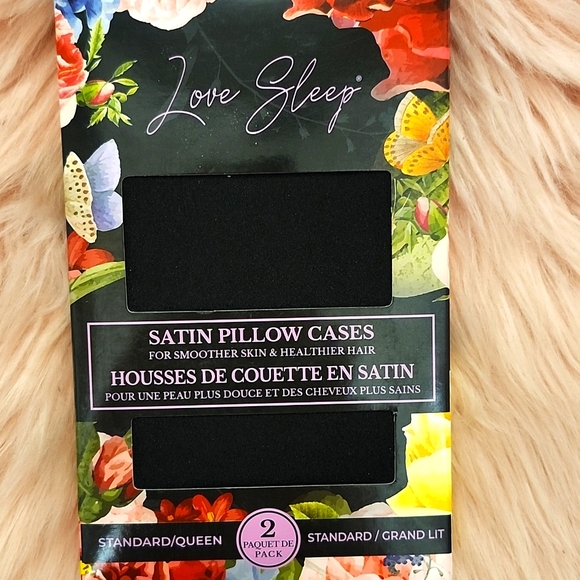 Love Sleep®
SATIN PILLOW CASES
FOR SMOOTHER SKIN & HEALTHIER HAIR
HOUSSES DE COUETTE EN SATIN
POUR UNE PEAU PLUS DOUCE ET DES CHEVEUX PLUS SAINS
STANDARD/QUEEN
2
PAQUET DE
PACK
STANDARD / GRAND LIT